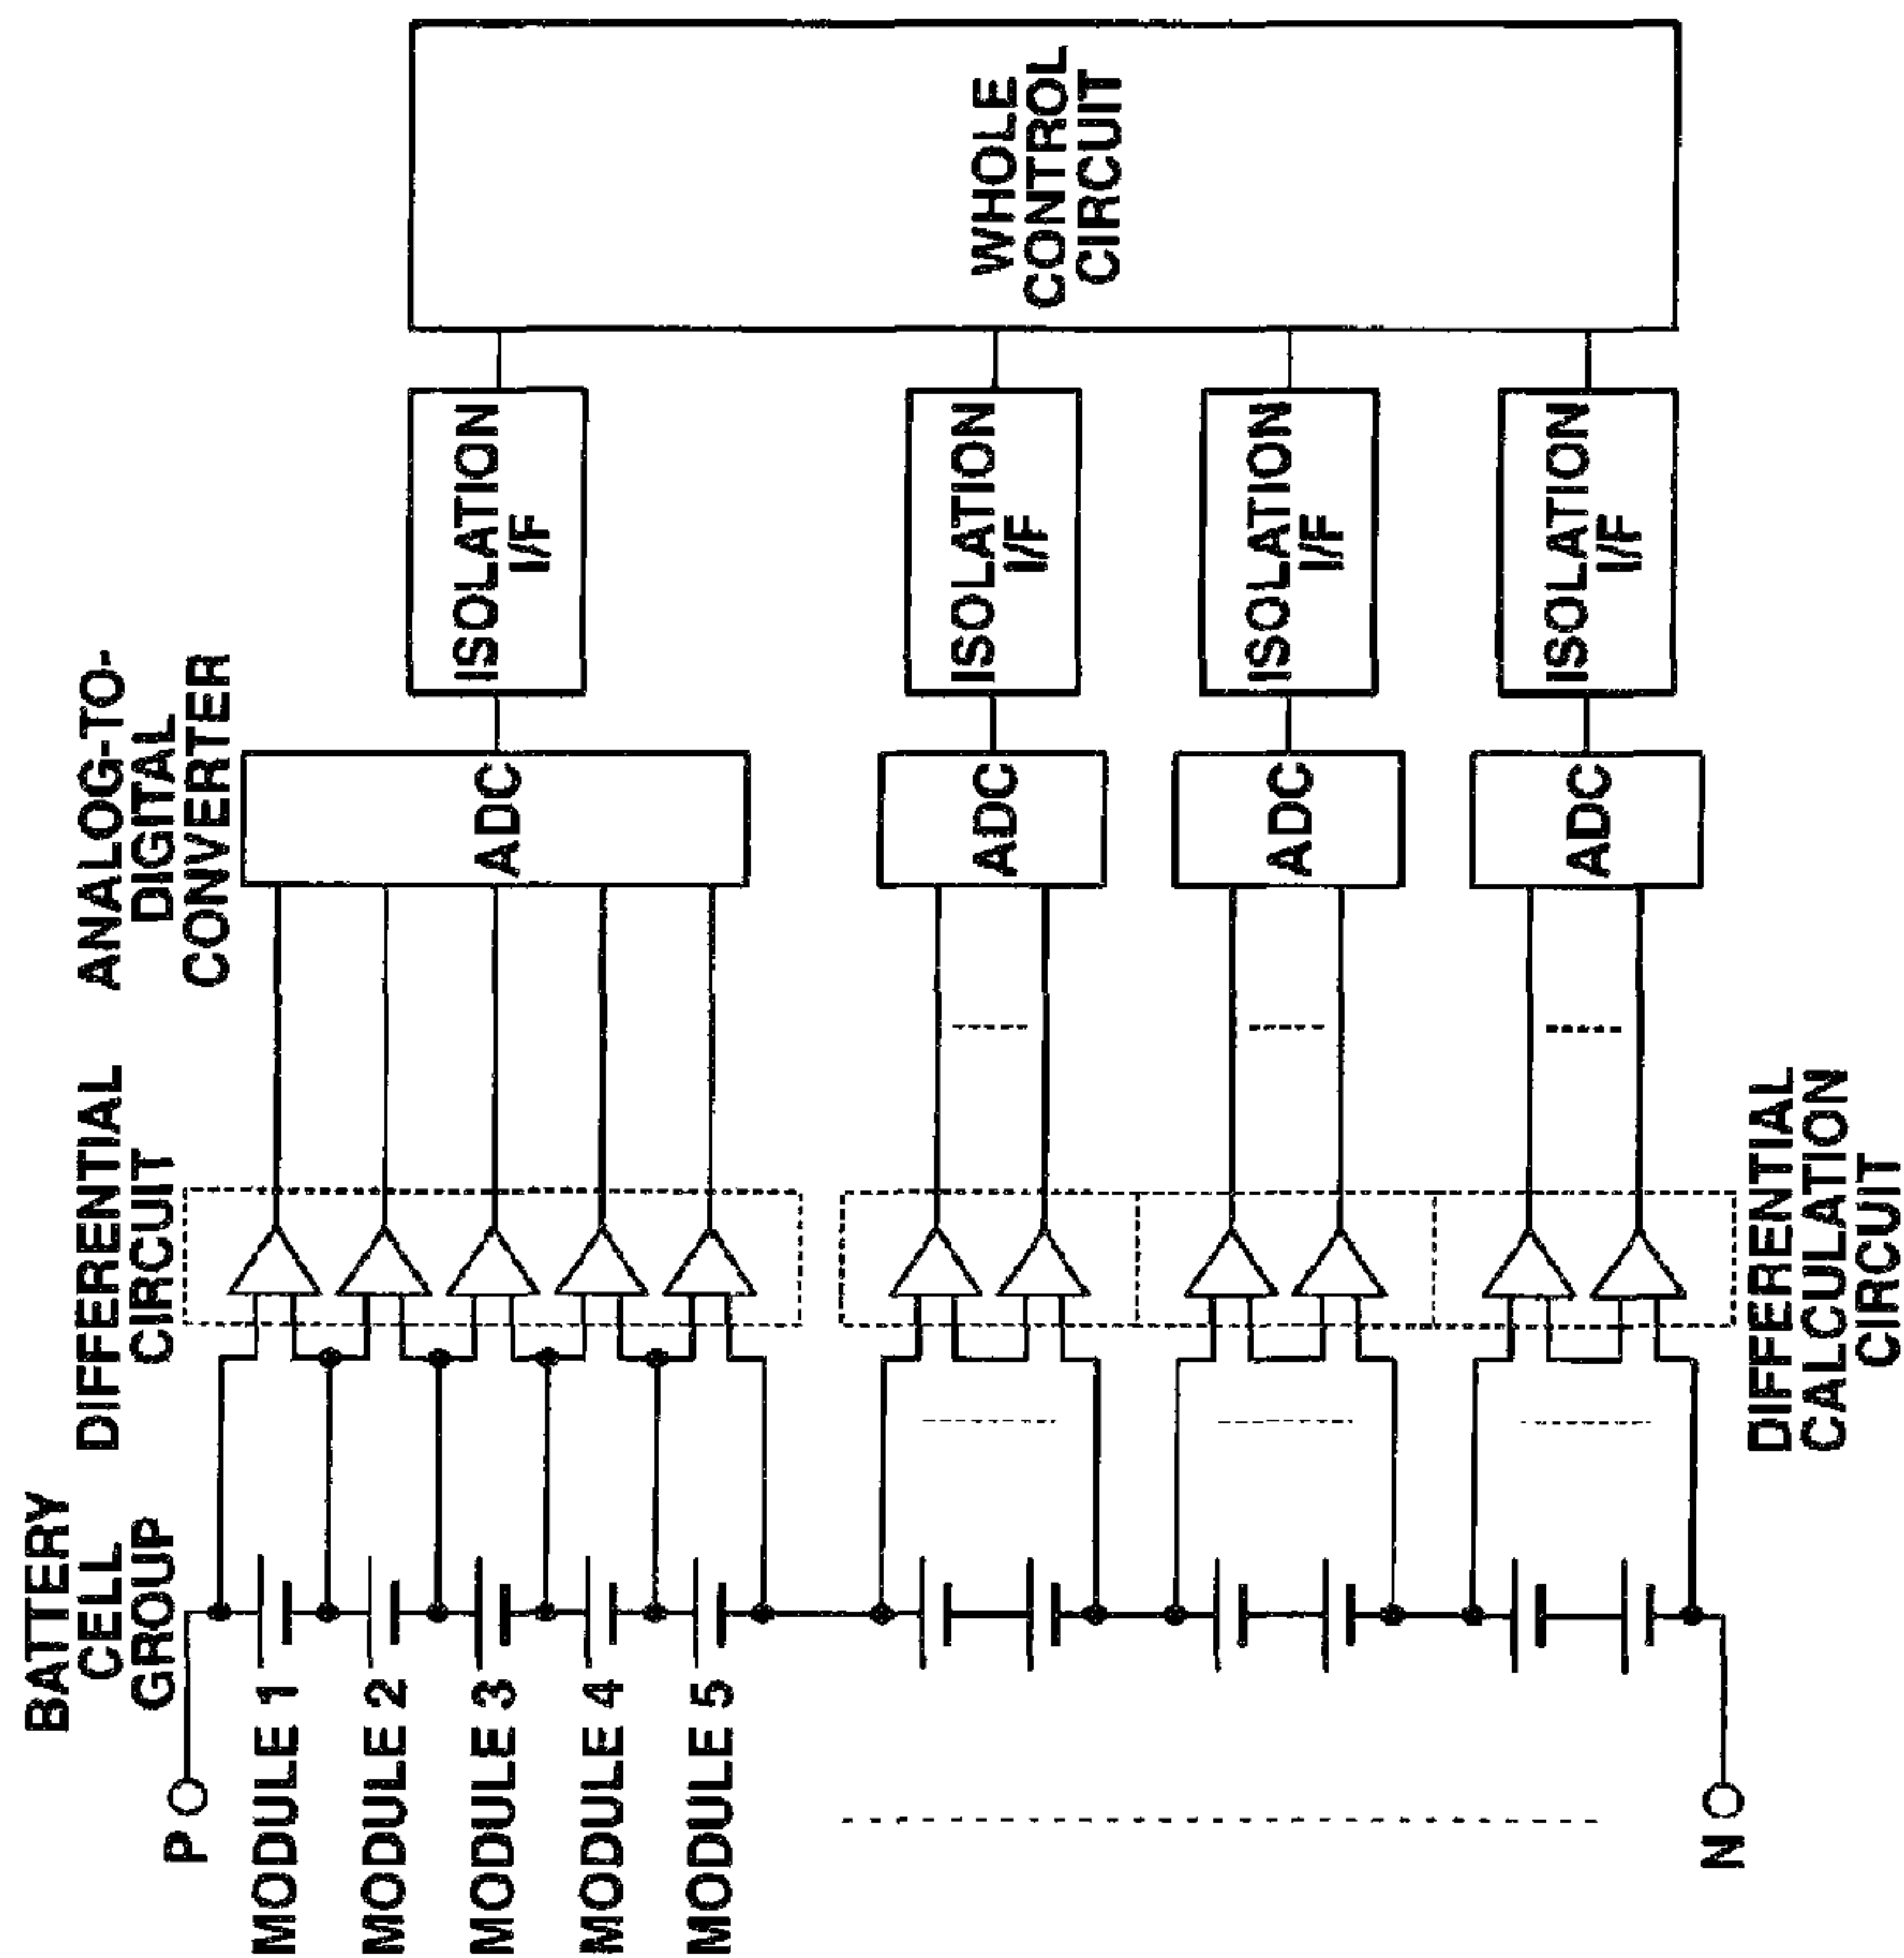 BATTERY
CELL
GROUP
DIFFERENTIAL
CIRCUIT
ANALOG-TO-
DIGITAL
CONVERTER
P
MODULE 1
MODULE 2
MODULE 3
MODULE 4
MODULE 5
N
ADC
ADC
ADC
ADC
ISOLATION
I/F
ISOLATION
I/F
ISOLATION
I/F
ISOLATION
I/F
WHOLE
CONTROL
CIRCUIT
DIFFERENTIAL
CALCULATION
CIRCUIT